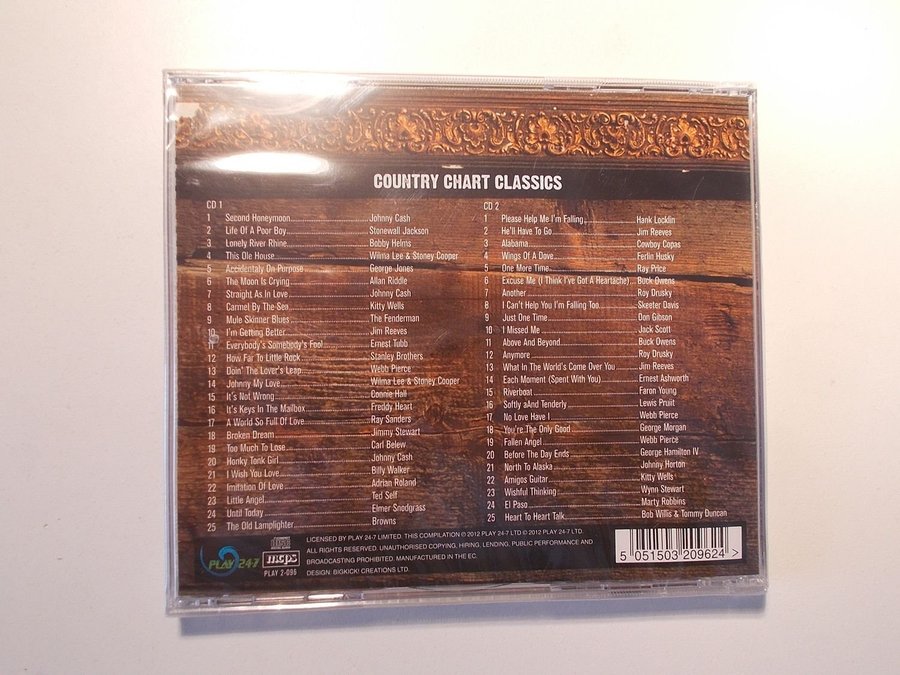 COUNTRY CHART CLASSICS
CD 1
1 Second Honeymoon Johnny Cash
2 Life Of A Poor Boy Stonewall Jackson
3 Lonely River Rhine Bobby Helms
4 This Ole House Wilma Lee & Stoney Cooper
5 Accidentaly On Purpose George Jones
6 The Moon Is Crying Allan Riddle
7 Straight As In Love Johnny Cash
8 Carmel By The Sea Kitty Wells
9 Mule Skinner Blues The Fenderman
10 I'm Getting Better Jim Reeves
11 Everybody's Somebody's Fool Ernest Tubb
12 How Far To Little Rock Stanley Brothers
13 Doin' The Lover's Leap Webb Pierce
14 Johnny My Love Wilma Lee & Stoney Cooper
15 It's Not Wrong Connie Hall
16 It's Keys In The Mailbox Freddy Heart
17 A World So Full Of Love Ray Sanders
18 Broken Dream Jimmy Stewart
19 Too Much To Lose Carl Belew
20 Honky Tonk Girl Johnny Cash
21 I Wish You Love Billy Walker
22 Imitation Of Love Adrian Roland
23 Little Angel Ted Self
24 Until Today Elmer Snodgrass
25 The Old Lamplighter Browns
CD 2
1 Please Help Me I'm Falling Hank Locklin
2 He'll Have To Go Jim Reeves
3 Alabama Cowboy Copas
4 Wings Of A Dove Ferlin Husky
5 One More Time Ray Price
6 Excuse Me (I Think I've Got A Heartache) Buck Owens
7 Another Roy Drusky
8 I Can't Help You I'm Falling Too Skeeter Davis
9 Just One Time Don Gibson
10 I Missed Me Jack Scott
11 Above And Beyond Buck Owens
12 Anymore Roy Drusky
13 What In The World's Come Over You Jim Reeves
14 Each Moment (Spent With You) Ernest Ashworth
15 Riverboat Faron Young
16 Softly aAnd Tenderly Lewis Pruit
17 No Love Have I Webb Pierce
18 You're The Only Good George Morgan
19 Fallen Angel Webb Pierce
20 Before The Day Ends George Hamilton IV
21 North To Alaska Johnny Horton
22 Amigos Guitar Kitty Wells
23 Wishful Thinking Wynn Stewart
24 El Paso Marty Robbins
25 Heart To Heart Talk Bob Willis & Tommy Duncan
PLAY 24-7
mcps
PLAY 2-096
LICENSED BY PLAY 24-7 LIMITED. THIS COMPILATION ℗ 2012 PLAY 24-7 LTD © 2012 PLAY 24-7 LTD.
ALL RIGHTS RESERVED. UNAUTHORISED COPYING, HIRING, LENDING, PUBLIC PERFORMANCE AND
BROADCASTING PROHIBITED. MANUFACTURED IN THE EC.
DESIGN: BIGKICK! CREATIONS LTD.
5 051503 209624 >